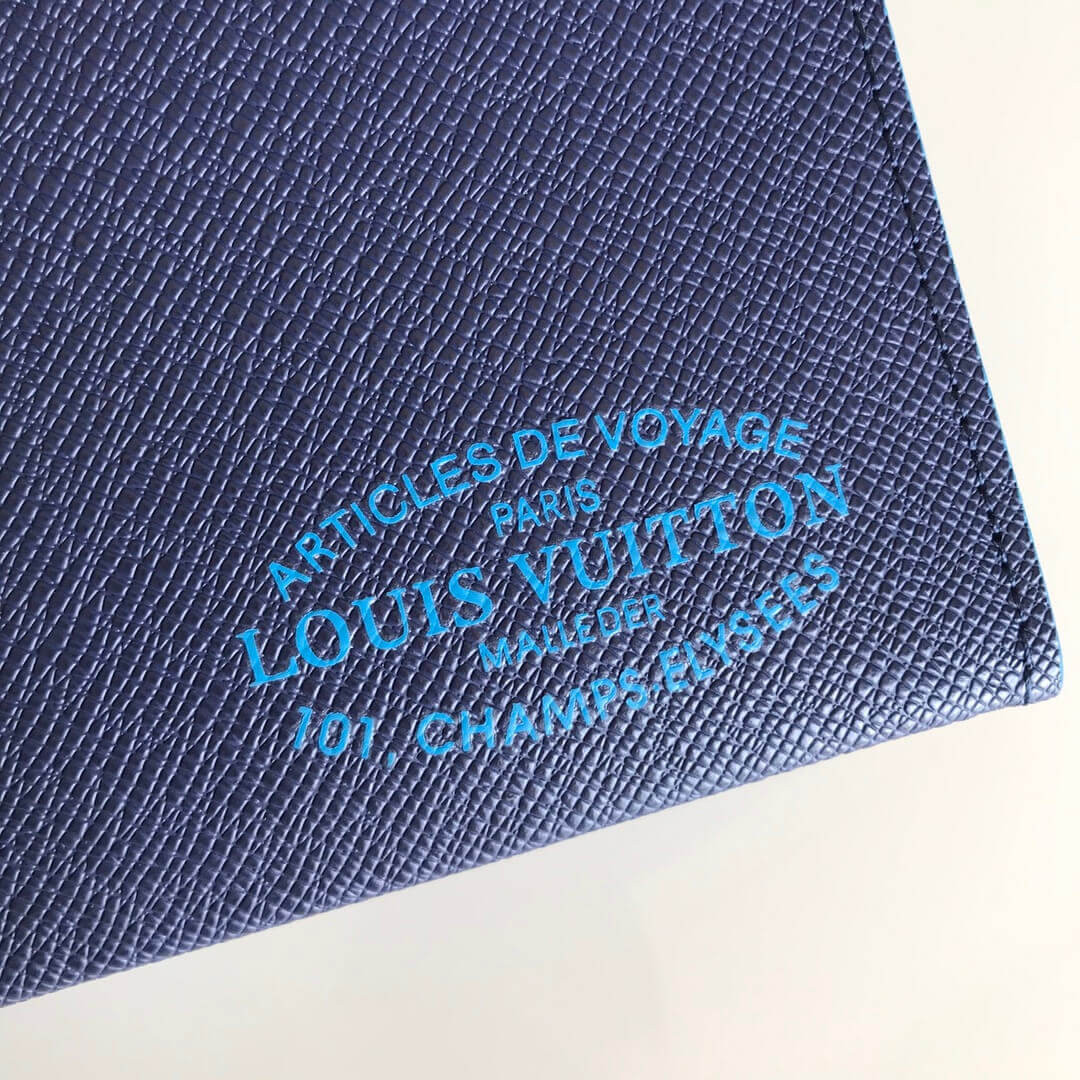 ARTICLES DE VOYAGE
PARIS
LOUIS VUITTON
MALLEDER
101, CHAMPS-ELYSEES